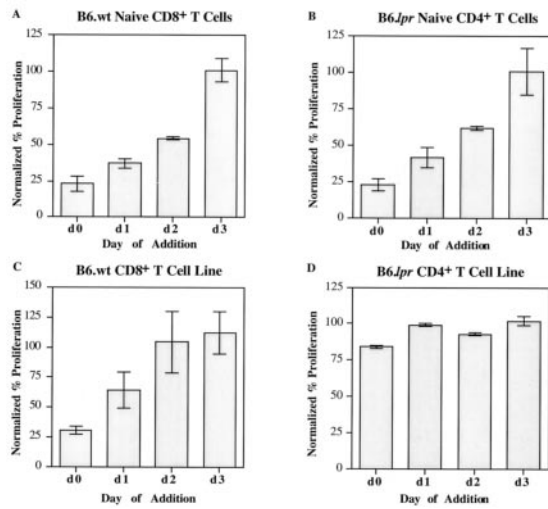 A
B6.wt Naive CD8+ T Cells
Normalized % Proliferation
125
100
75
50
25
0
d0 d1 d2 d3
Day of Addition
B
B6.lpr Naive CD4+ T Cells
Normalized % Proliferation
125
100
75
50
25
0
d0 d1 d2 d3
Day of Addition
C
B6.wt CD8+ T Cell Line
Normalized % Proliferation
150
125
100
75
50
25
0
d0 d1 d2 d3
Day of Addition
D
B6.lpr CD4+ T Cell Line
Normalized % Proliferation
125
100
75
50
25
0
d0 d1 d2 d3
Day of Addition